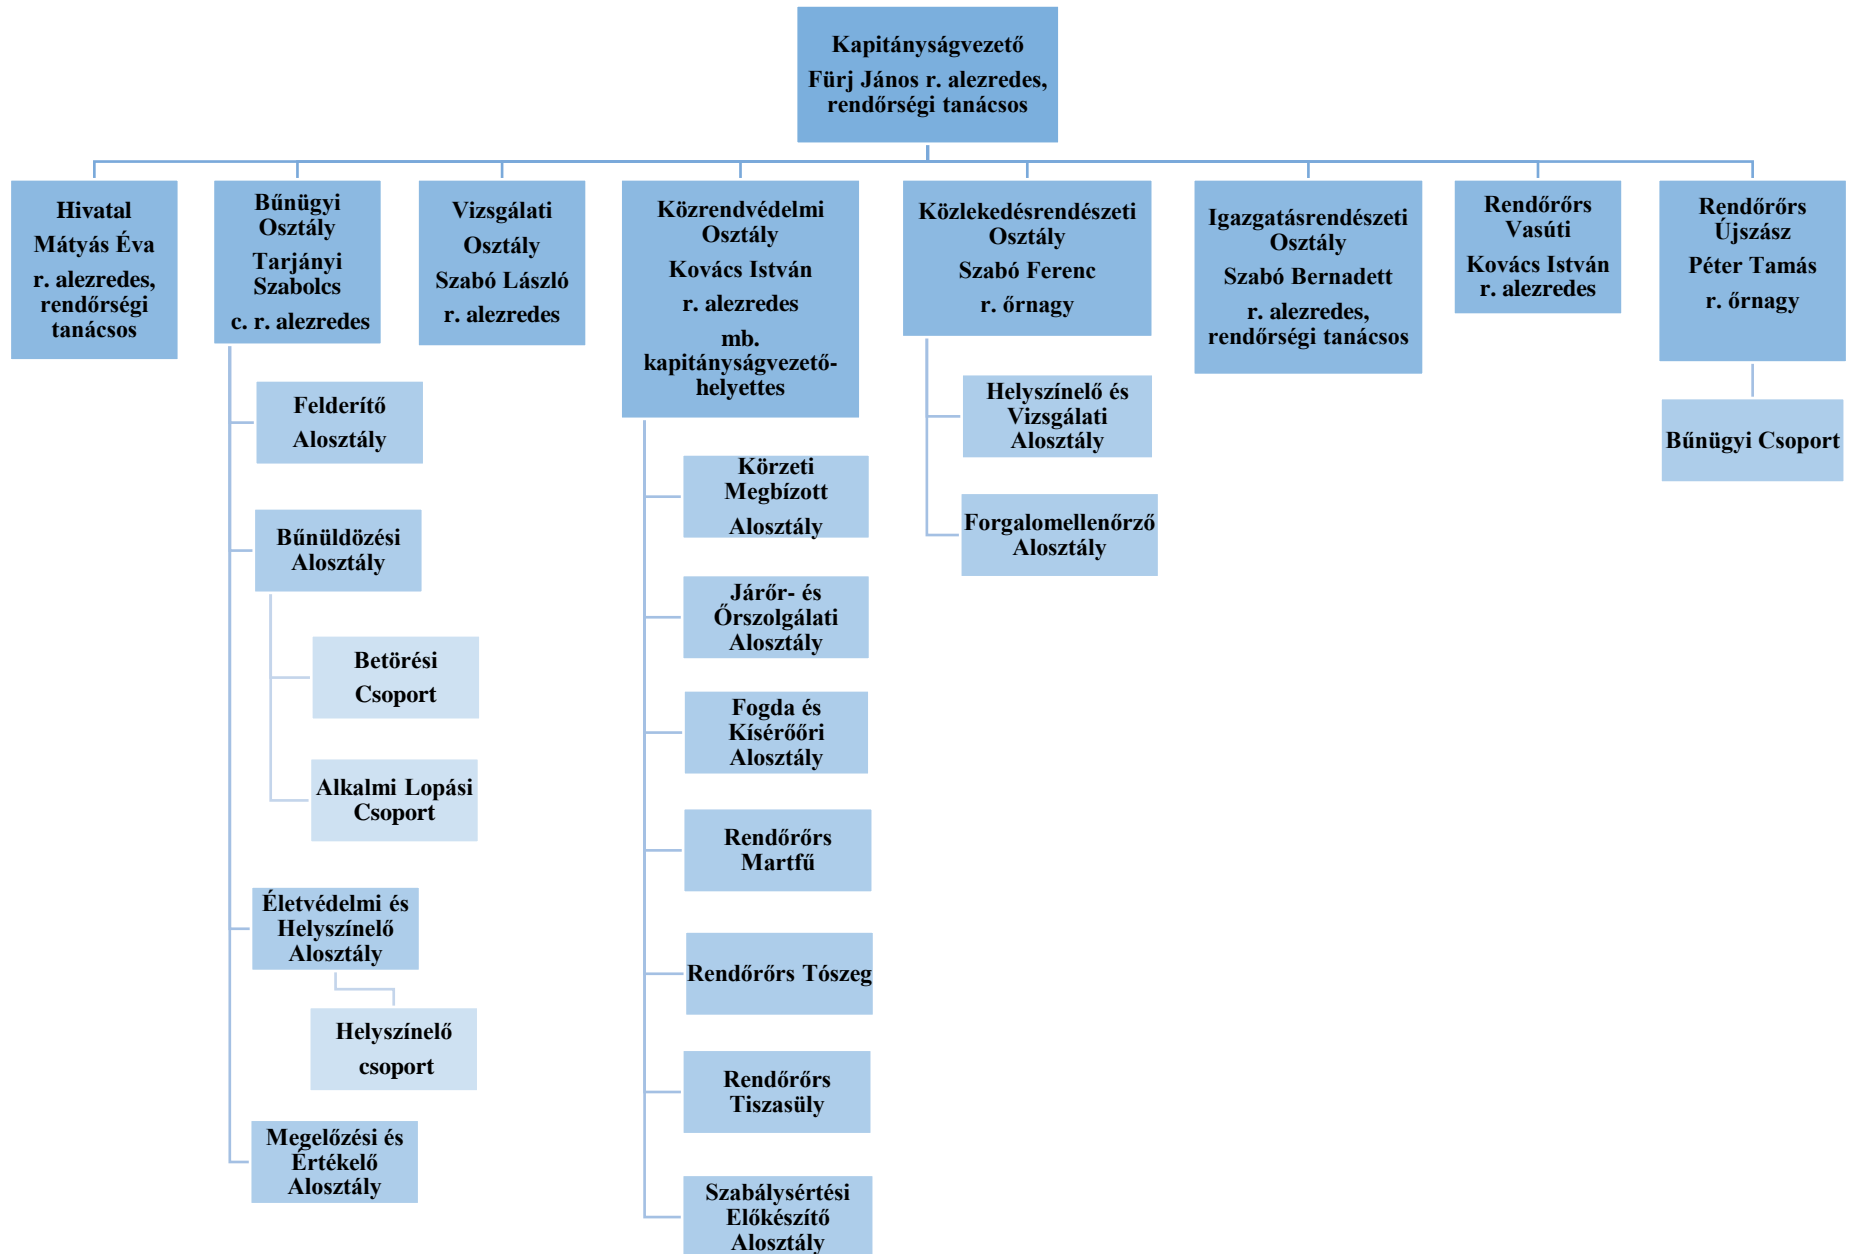 Kapitányságvezető
Fürj János r. alezredes,
rendőrségi tanácsos
Hivatal
Mátyás Éva
r. alezredes,
rendőrségi
tanácsos
Bűnügyi
Osztály
Tarjányi
Szabolcs
c. r. alezredes
Vizsgálati
Osztály
Szabó László
r. alezredes
Közrendvédelmi
Osztály
Kovács István
r. alezredes
mb.
kapitányságvezető-
helyettes
Közlekedésrendészeti
Osztály
Szabó Ferenc
r. őrnagy
Igazgatásrendészeti
Osztály
Szabó Bernadett
r. alezredes,
rendőrségi tanácsos
Rendőrőrs
Vasúti
Kovács István
r. alezredes
Rendőrőrs
Újszász
Péter Tamás
r. őrnagy
Felderítő
Alosztály
Bűnüldözési
Alosztály
Betörési
Csoport
Alkalmi Lopási
Csoport
Életvédelmi és
Helyszínelő
Alosztály
Helyszínelő
csoport
Megelőzési és
Értékelő
Alosztály
Körzeti
Megbízott
Alosztály
Járőr- és
Őrszolgálati
Alosztály
Fogda és
Kísérőőri
Alosztály
Rendőrőrs
Martfű
Rendőrőrs Tószeg
Rendőrőrs
Tiszasüly
Szabálysértési
Előkészítő
Alosztály
Helyszínelő és
Vizsgálati
Alosztály
Forgalomellenőrző
Alosztály
Bűnügyi Csoport